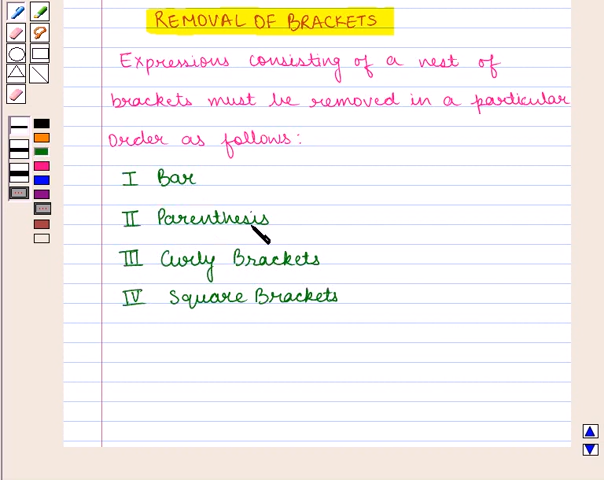 REMOVAL OF BRACKETS
Expressions consisting of a nest of
brackets must be removed in a particular
order as follows:
I Bar
II Parenthesis
III Curly Brackets
IV Square Brackets